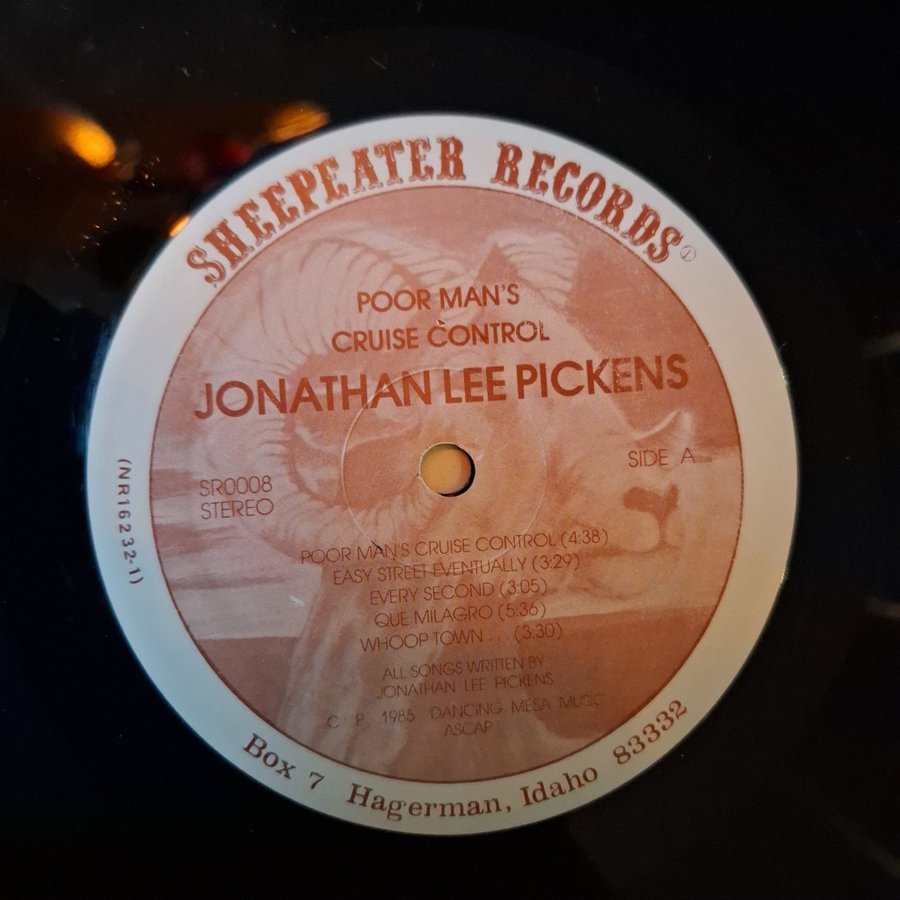 SHEEPEATER RECORDS
POOR MAN'S
CRUISE CONTROL
JONATHAN LEE PICKENS
SIDE A
SR0008
STEREO
(NR16232-1)
POOR MAN'S CRUISE CONTROL (4:38)
EASY STREET EVENTUALLY (3:29)
EVERY SECOND (3:05)
QUE MILAGRO (5:36)
WHOOP TOWN . . . (3:30)
ALL SONGS WRITTEN BY
JONATHAN LEE PICKENS
C P 1985 DANCING MESA MUSIC
ASCAP
Box 7 Hagerman, Idaho 83332